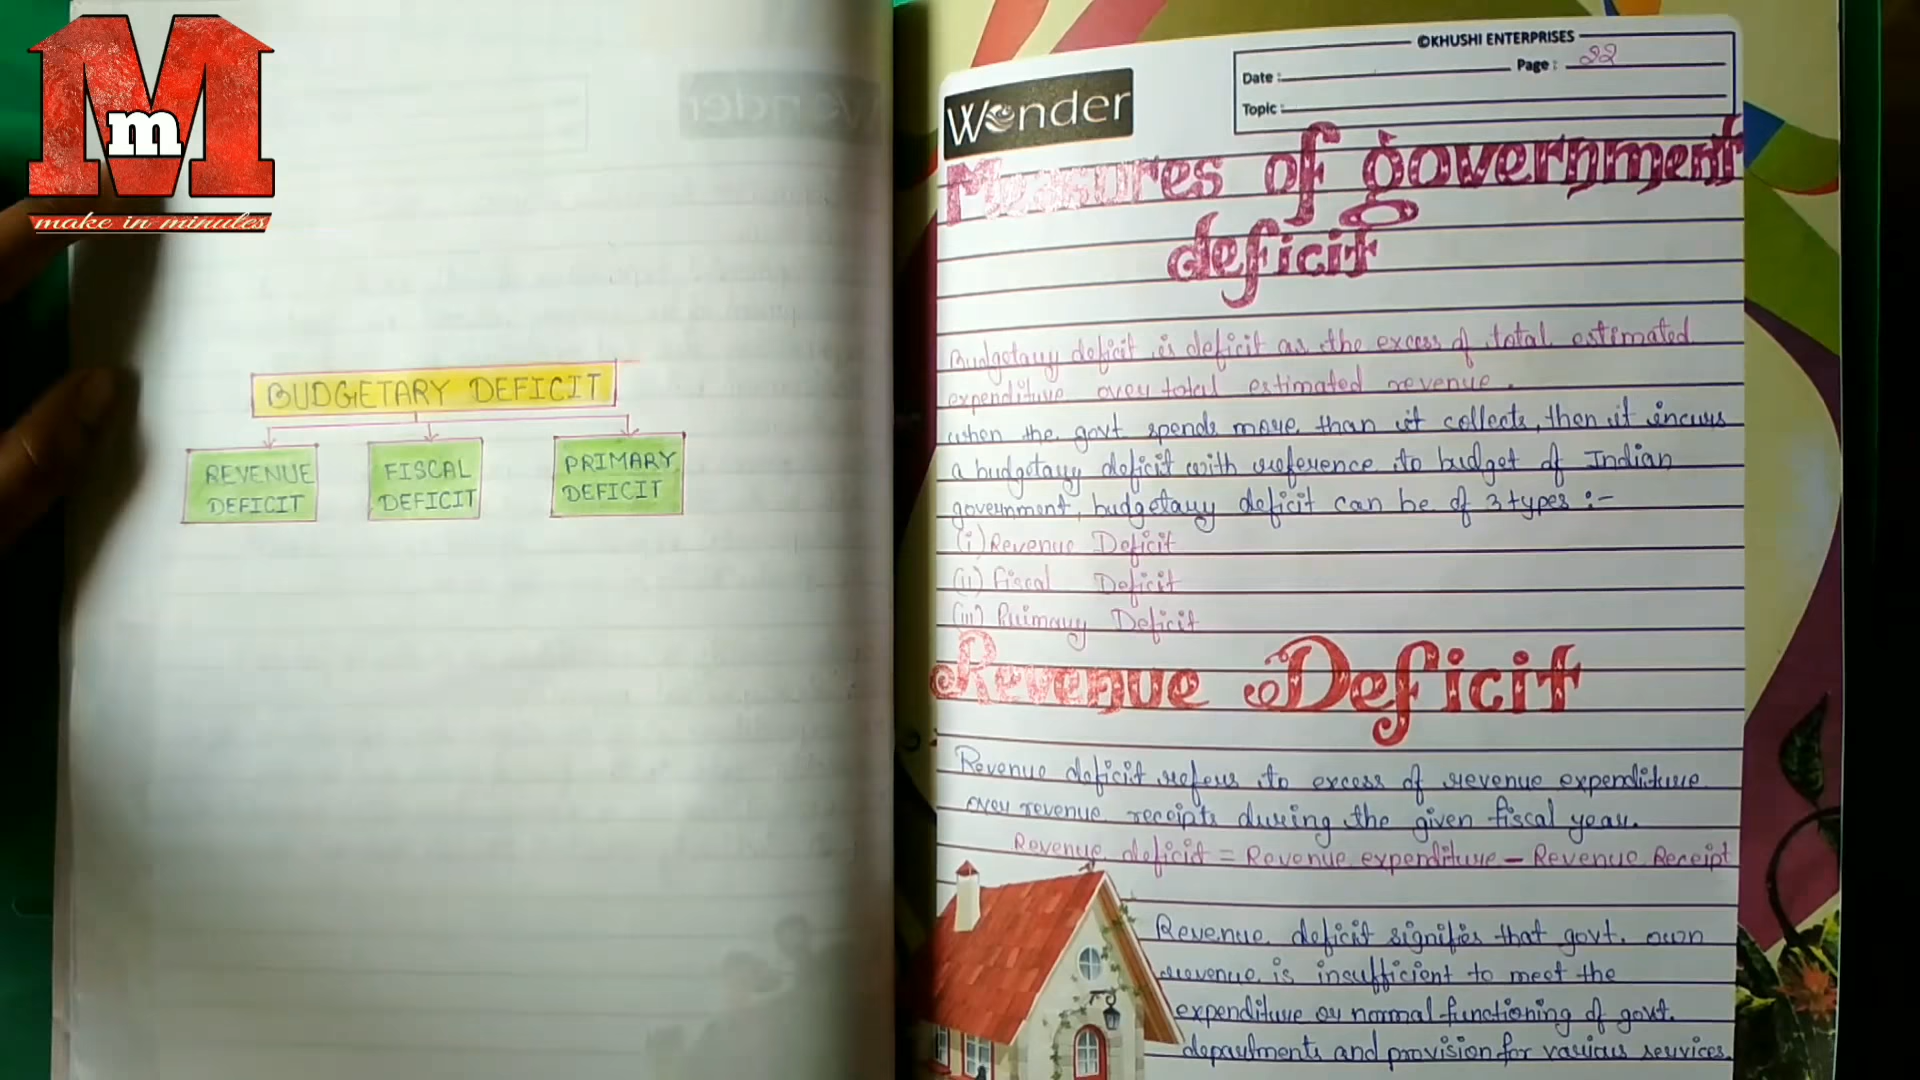 M
m
make in minutes
BUDGETARY DEFICIT
REVENUE DEFICIT
FISCAL DEFICIT
PRIMARY DEFICIT
©KHUSHI ENTERPRISES
Wonder
Date :
Page : 22
Topic :
Measures of government
deficit
Budgetary deficit is deficit as the excess of total estimated
expenditure over total estimated revenue.
when the govt spends more than it collects, then it incurs
a budgetary deficit with reference to budget of Indian
government, budgetary deficit can be of 3 types :-
(i) Revenue Deficit
(ii) Fiscal Deficit
(iii) Primary Deficit
Revenue Deficit
Revenue deficit refers to excess of revenue expenditure
over revenue receipts during the given fiscal year.
Revenue deficit = Revenue expenditure - Revenue Receipt
Revenue deficit signifies that govt. own
revenue is insufficient to meet the
expenditure or normal functioning of govt.
departments and provision for various services.